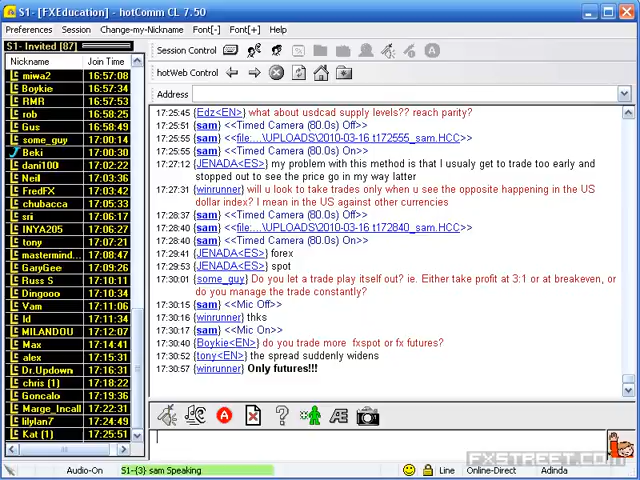 S1- [FXEducation] - hotComm CL 7.50
Preferences Session Change-my-Nickname Font[-] Font[+] Help
S1- Invited [87]
Nickname Join Time
miwa2 16:57:08
Boykie 16:57:34
RMR 16:57:53
rob 16:58:25
Gus 16:58:49
some_guy 17:00:14
Beki 17:00:30
dani100 17:02:22
Neil 17:03:36
FredFX 17:03:42
chubacca 17:05:33
sri 17:06:17
INYA205 17:06:27
tony 17:07:21
mastermind... 17:08:47
GaryGee 17:09:26
Russ S 17:10:10
Dingooo 17:10:34
Vam 17:11:06
Id 17:11:34
MILANDOU 17:12:07
Max 17:14:41
alex 17:15:31
Dr.Updown 17:16:36
chris (1) 17:18:22
Goncalo 17:19:36
Marge_Incall 17:22:31
lilylan7 17:24:49
Kat (1) 17:25:51
Session Control
hotWeb Control
Address
17:25:45 {Edz<EN} what about usdcad supply levels?? reach parity?
17:25:51 {sam} <<Timed Camera (80.0s) Off>>
17:25:55 {sam} <<file:...\UPLOADS\2010-03-16 t172555_sam.HCC>>
17:25:55 {sam} <<Timed Camera (80.0s) On>>
17:27:12 {JENADA<ES} my problem with this method is that I usualy get to trade too early and
stopped out to see the price go in my way latter
17:27:31 {winrunner} will u look to take trades only when u see the opposite happening in the US
dollar index? I mean in the US against other currencies
17:28:37 {sam} <<Timed Camera (80.0s) Off>>
17:28:40 {sam} <<file:...\UPLOADS\2010-03-16 t172840_sam.HCC>>
17:28:40 {sam} <<Timed Camera (80.0s) On>>
17:29:41 {JENADA<ES} forex
17:29:53 {JENADA<ES} spot
17:30:01 {some_guy} Do you let a trade play itself out? ie. Either take profit at 3:1 or at breakeven, or
do you manage the trade constantly?
17:30:15 {sam} <<Mic Off>>
17:30:15 {winrunner} thks
17:30:17 {sam} <<Mic On>>
17:30:40 {Boykie<EN} do you trade more fxspot or fx futures?
17:30:52 {tony<EN} the spread suddenly widens
17:30:57 {winrunner} Only futures!!!
FXSTREET.COM
Audio-On S1-{3} sam Speaking Line Online-Direct Adinda